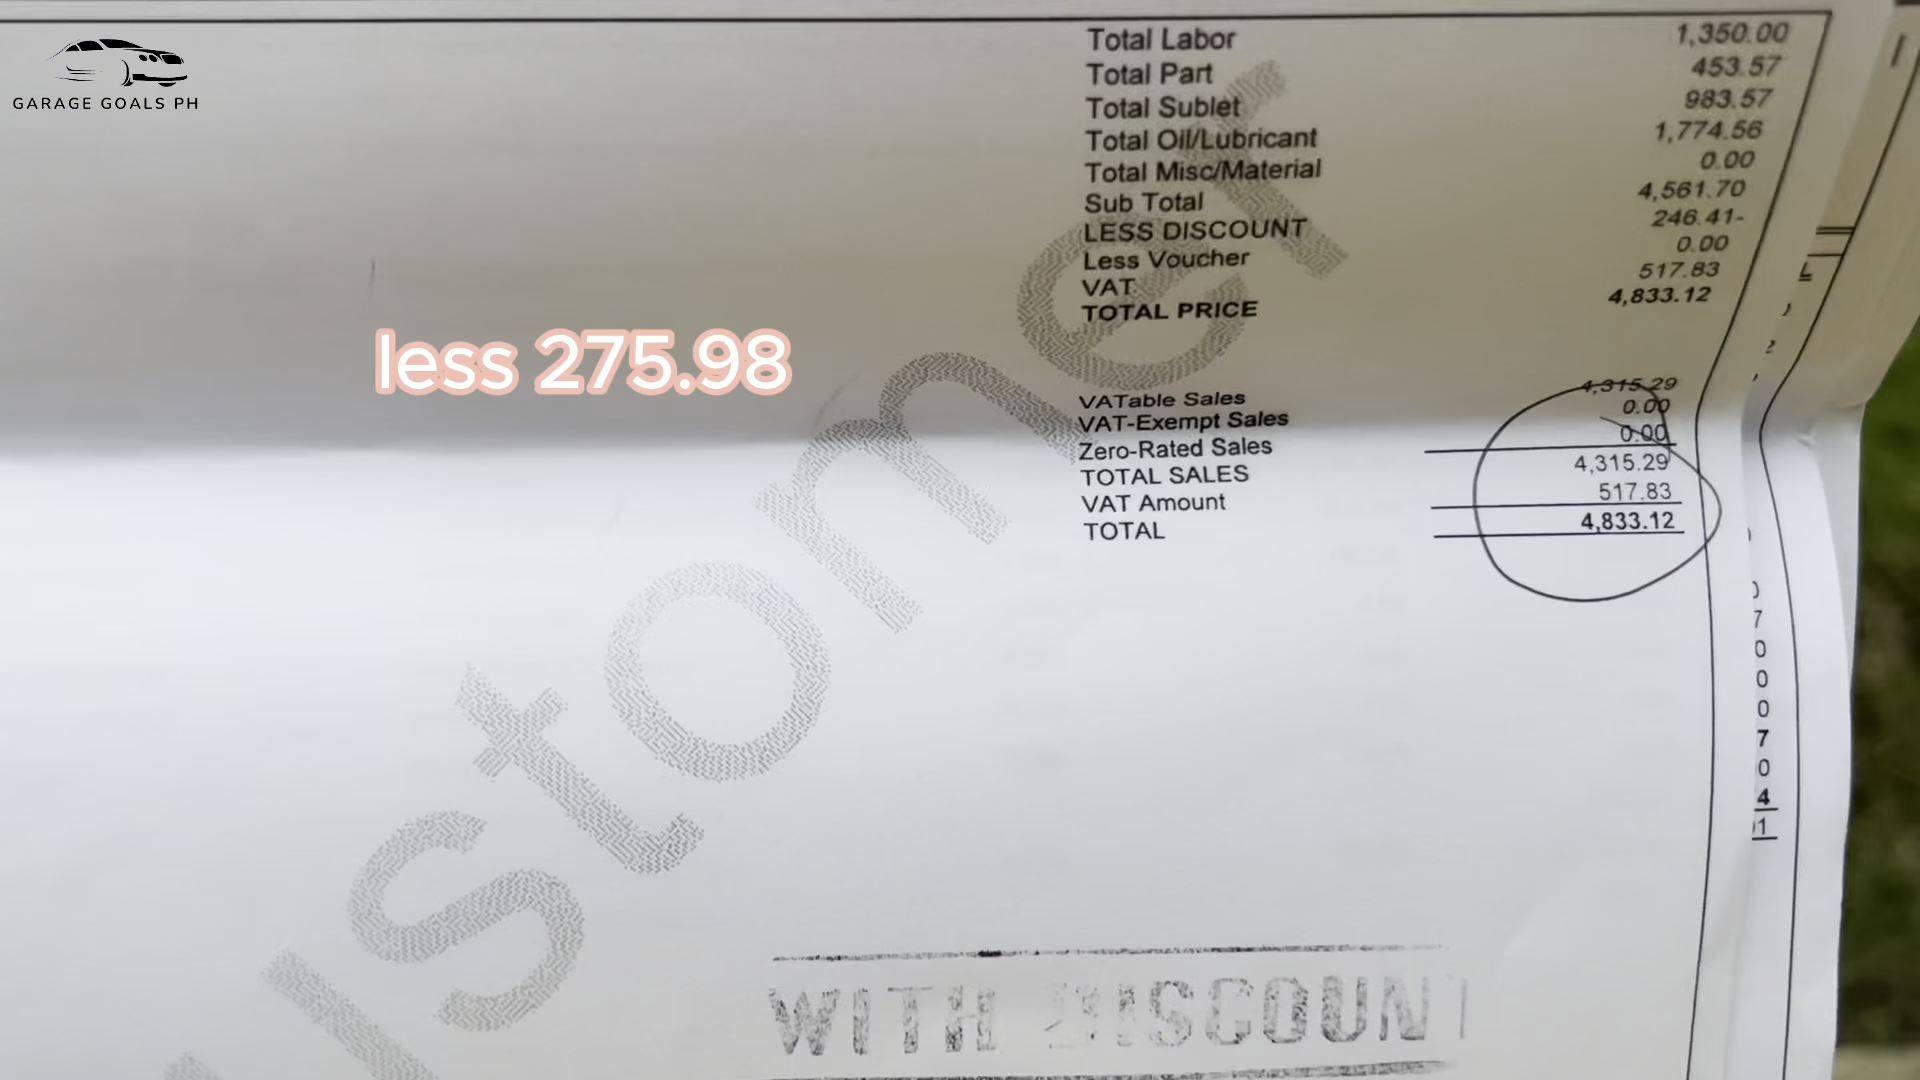 GARAGE GOALS PH
Total Labor 1,350.00
Total Part 453.57
Total Sublet 983.57
Total Oil/Lubricant 1,774.56
Total Misc/Material 0.00
Sub Total 4,561.70
LESS DISCOUNT 246.41-
Less Voucher 0.00
VAT 517.83
TOTAL PRICE 4,833.12
less 275.98
VATable Sales 4,315.29
VAT-Exempt Sales 0.00
Zero-Rated Sales 0.00
TOTAL SALES 4,315.29
VAT Amount 517.83
TOTAL 4,833.12
ustomer
WITH DISCOUNT